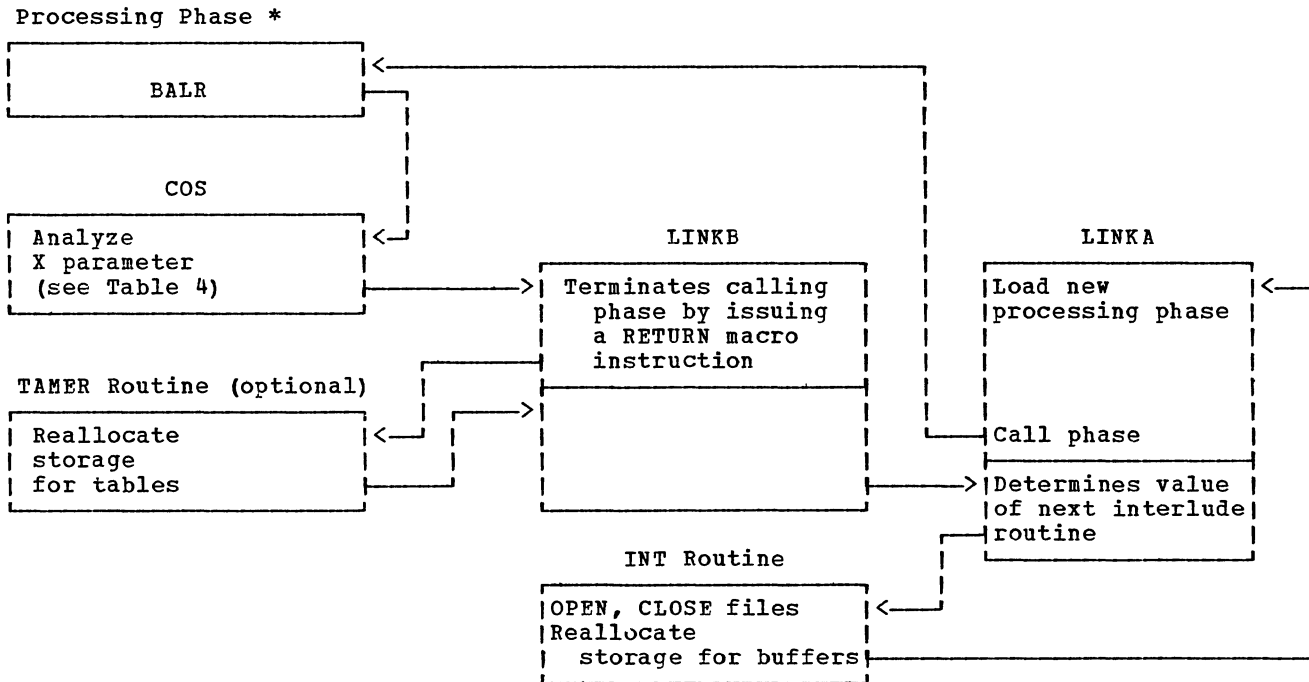 Processing Phase *
BALR
COS
Analyze
X parameter
(see Table 4)
LINKB
Terminates calling
phase by issuing
a RETURN macro
instruction
LINKA
Load new
processing phase
Call phase
Determines value
of next interlude
routine
TAMER Routine (optional)
Reallocate
storage
for tables
INT Routine
OPEN, CLOSE files
Reallocate
storage for buffers